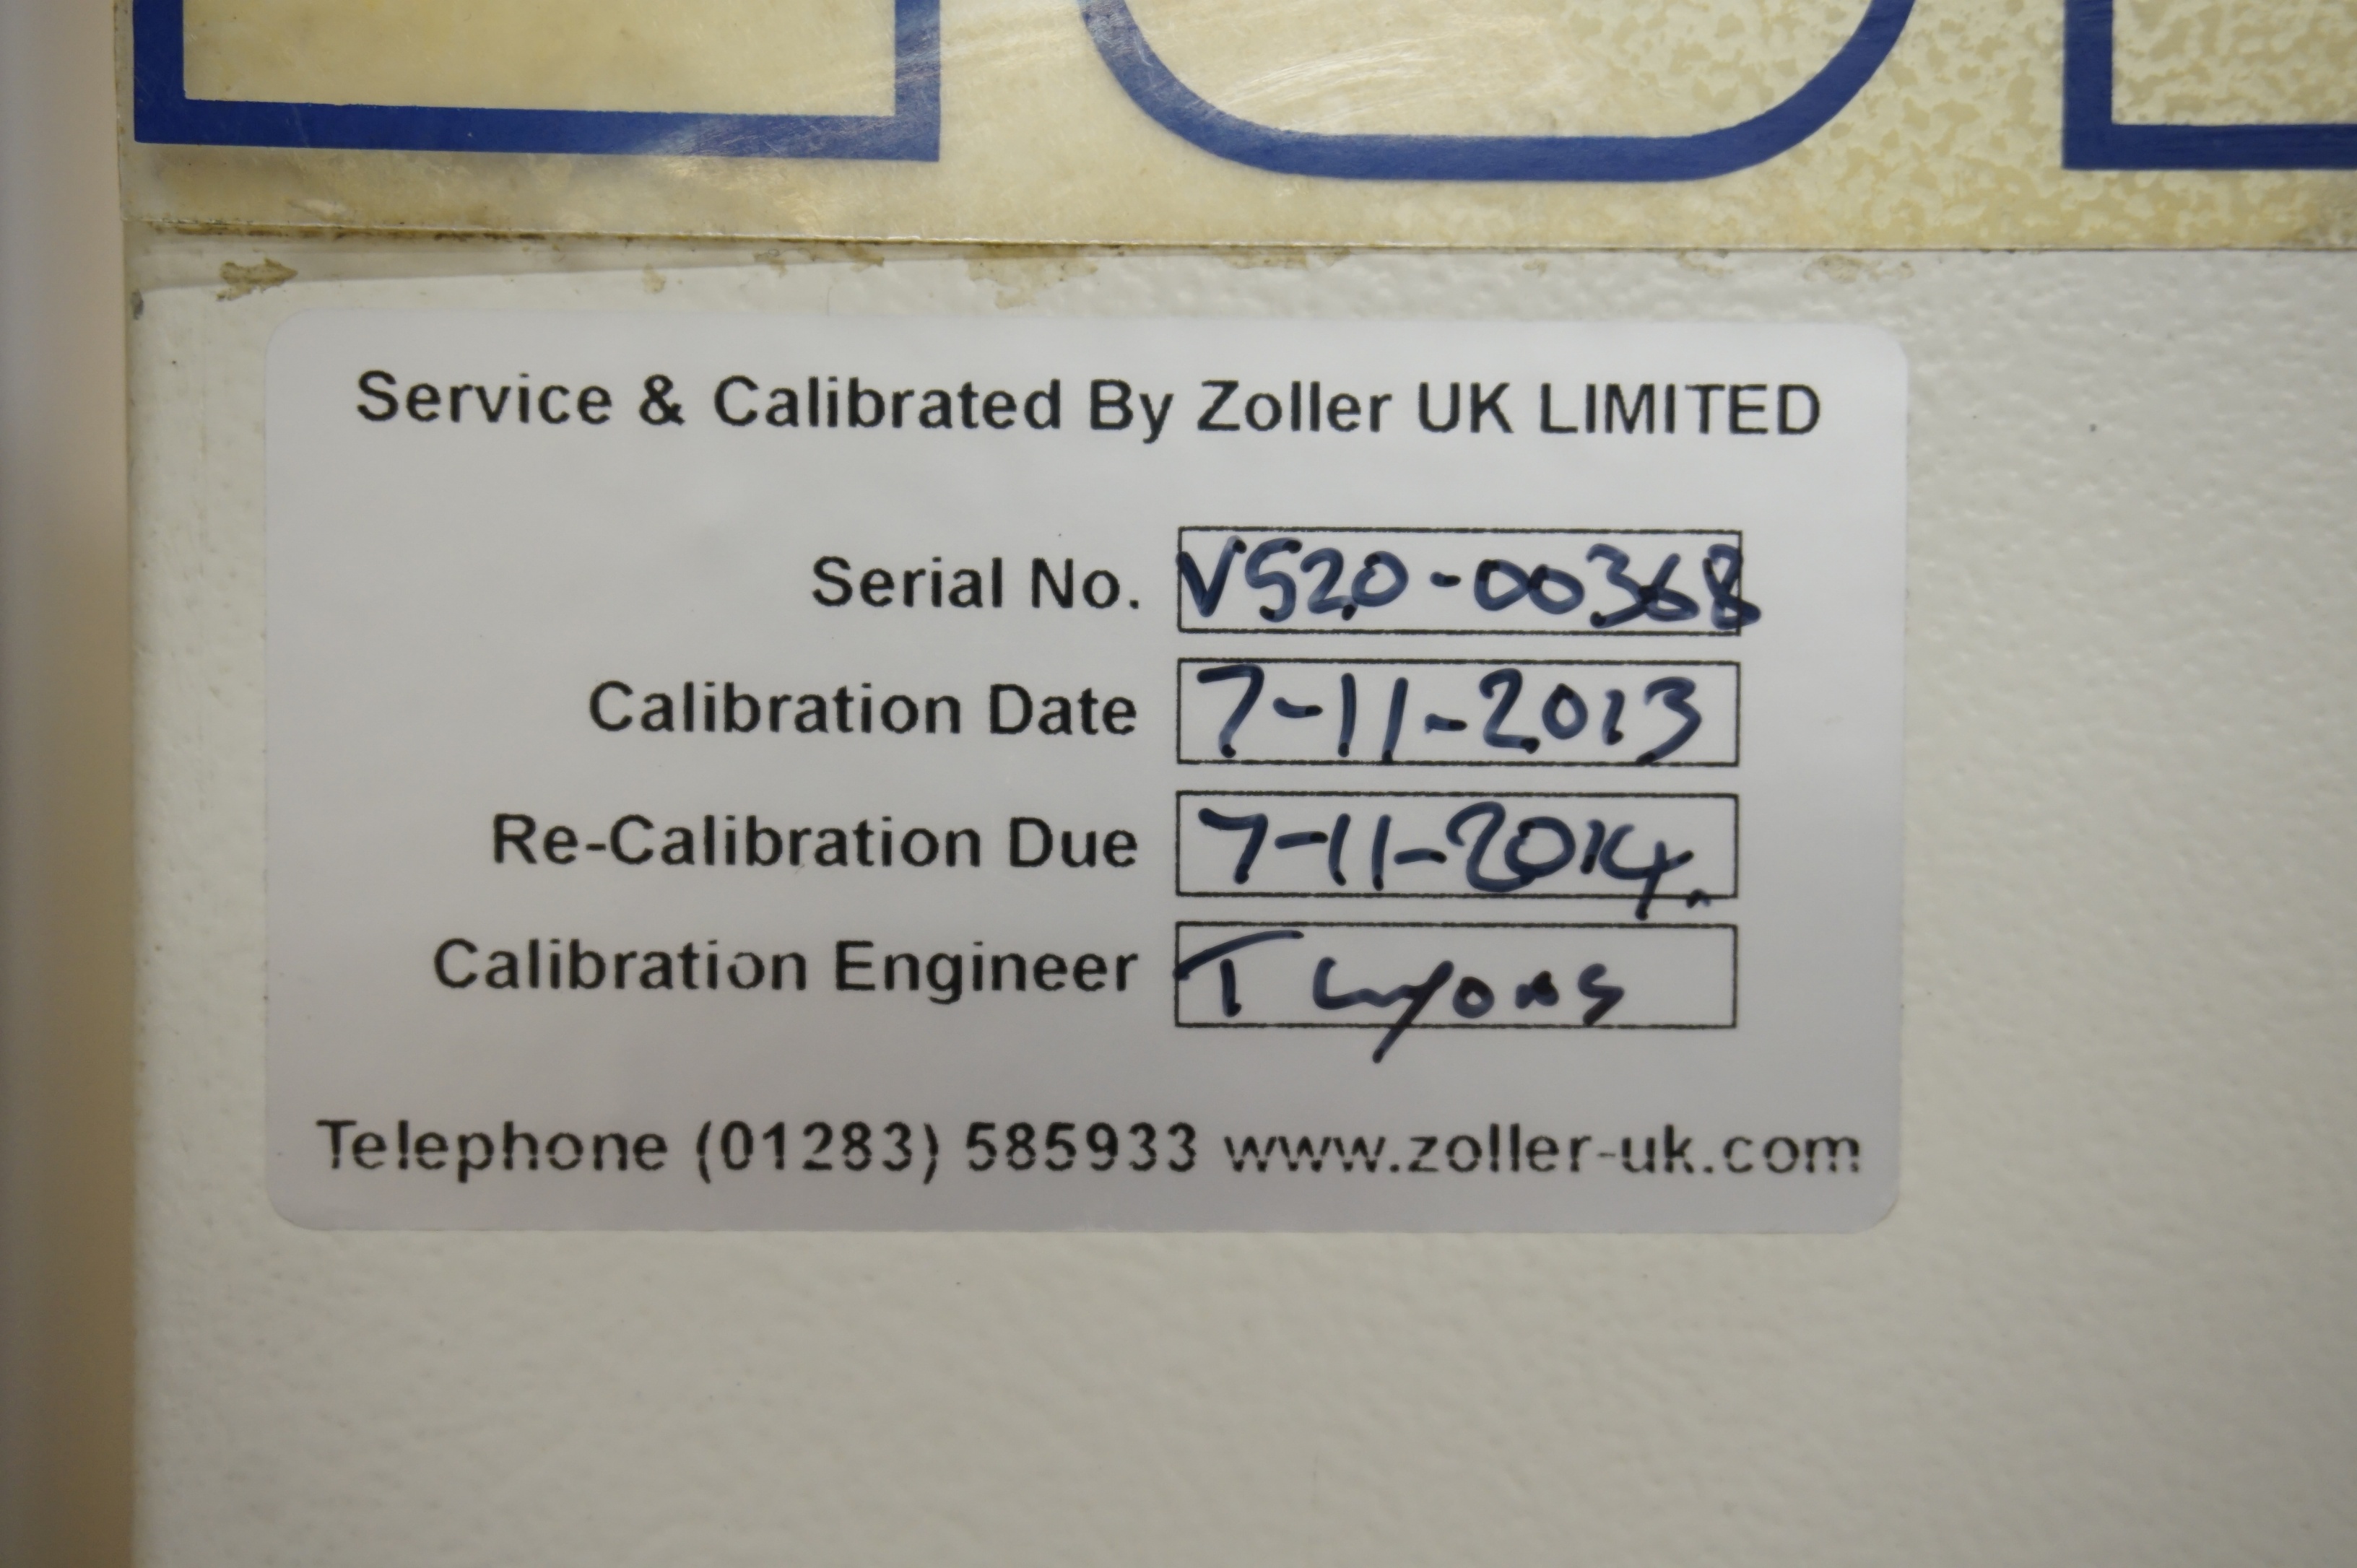 Service & Calibrated By Zoller UK LIMITED
Serial No. VS20-00368
Calibration Date 7-11-2013
Re-Calibration Due 7-11-2014.
Calibration Engineer T Lyons
Telephone (01283) 585933 www.zoller-uk.com